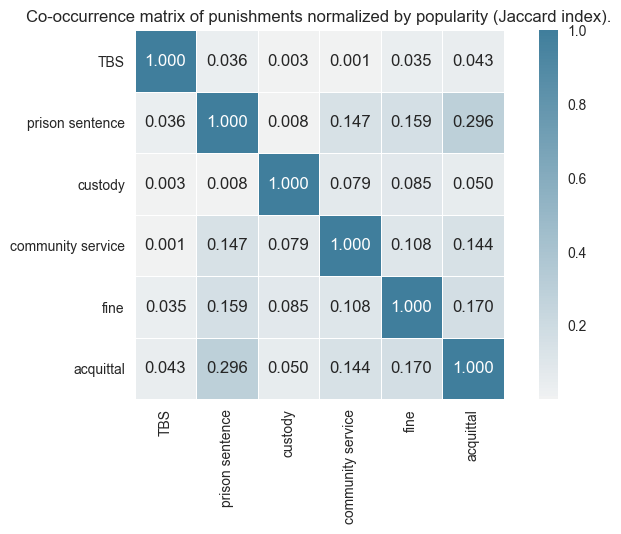 Co-occurrence matrix of punishments normalized by popularity (Jaccard index).
TBS 1.000 0.036 0.003 0.001 0.035 0.043
prison sentence 0.036 1.000 0.008 0.147 0.159 0.296
custody 0.003 0.008 1.000 0.079 0.085 0.050
community service 0.001 0.147 0.079 1.000 0.108 0.144
fine 0.035 0.159 0.085 0.108 1.000 0.170
acquittal 0.043 0.296 0.050 0.144 0.170 1.000
TBS
prison sentence
custody
community service
fine
acquittal
1.0
0.8
0.6
0.4
0.2